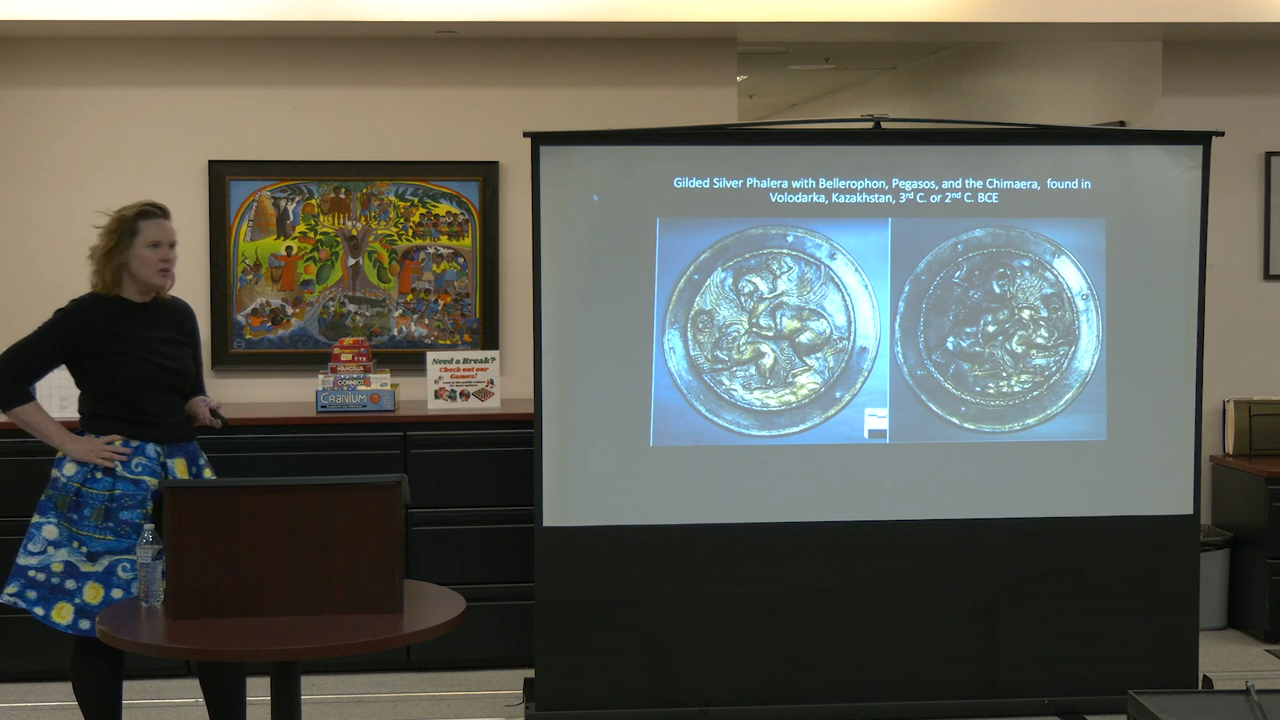 Gilded Silver Phalera with Bellerophon, Pegasos, and the Chimaera, found in
Volodarka, Kazakhstan, 3rd C. or 2nd C. BCE
Need a Break?
Check out our
Games!
MANCALA
CONNECT
CRANIUM